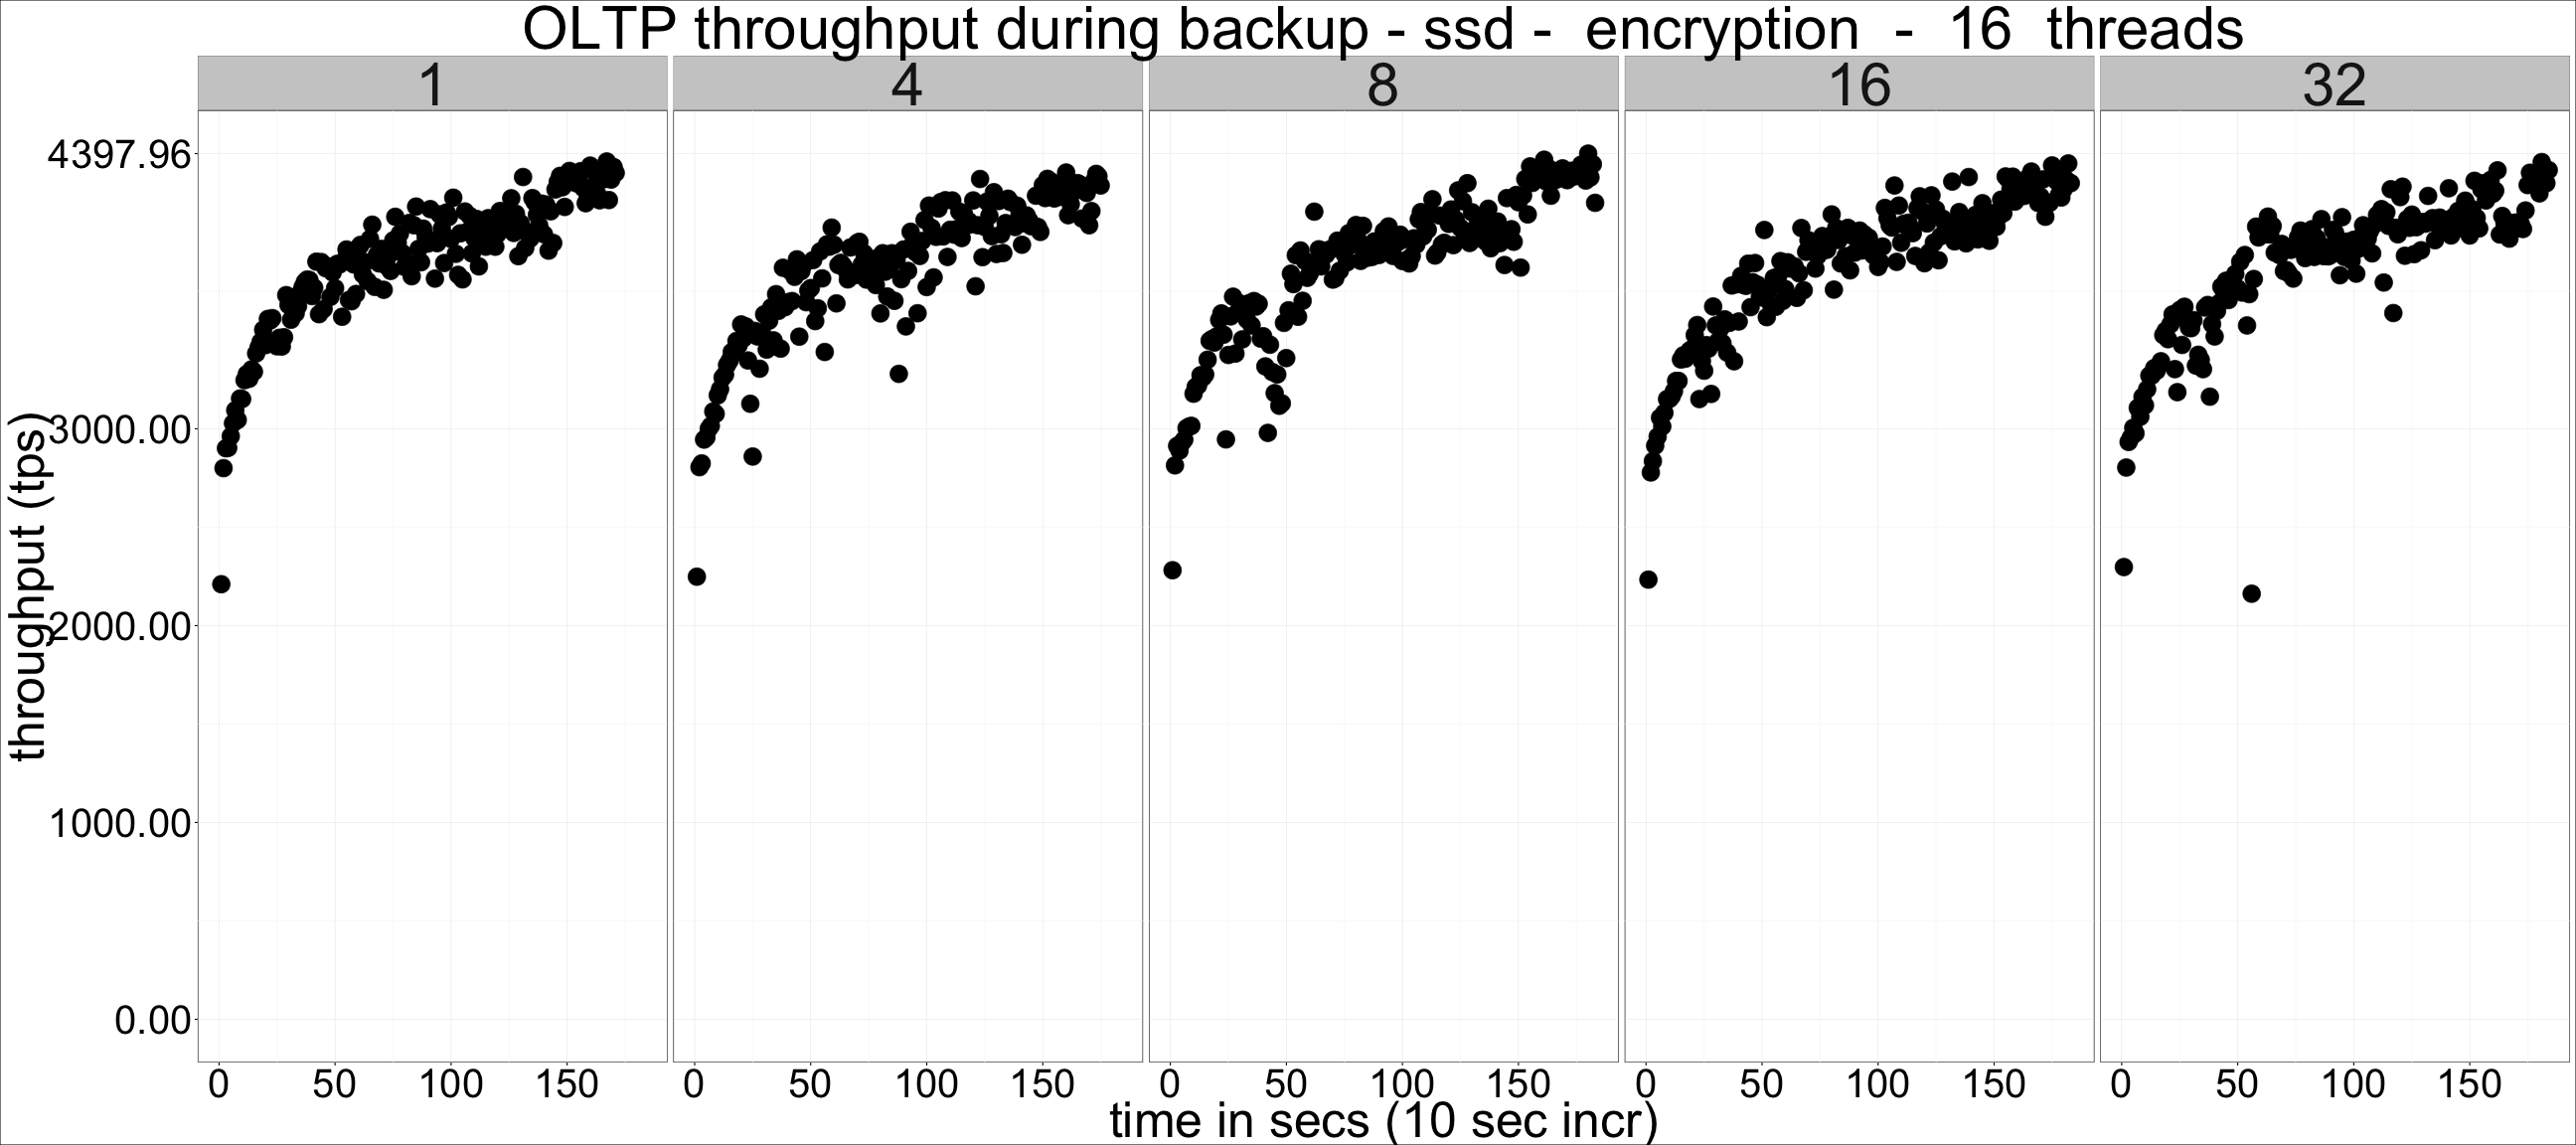 OLTP throughput during backup - ssd -  encryption  -  16  threads
1 4 8 16 32
4397.96
3000.00
2000.00
1000.00
0.00
throughput (tps)
0 50 100 150 0 50 100 150 0 50 100 150 0 50 100 150 0 50 100 150
time in secs (10 sec incr)